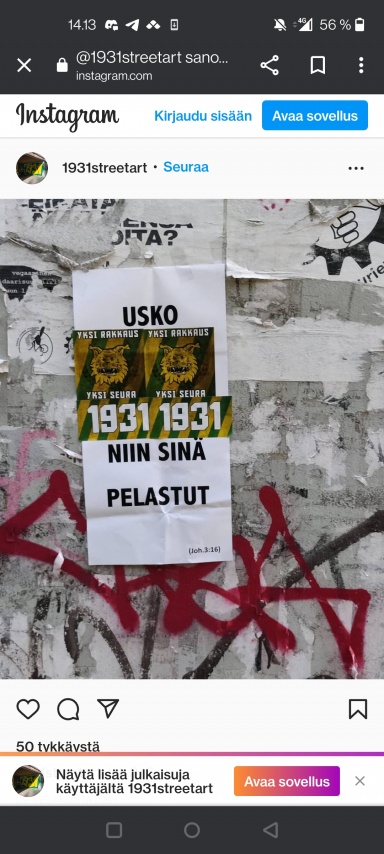 14.13
4G
56 %
@1931streetart sano...
instagram.com
Instagram
Kirjaudu sisään
Avaa sovellus
1931streetart • Seuraa
OITA?
USKO
YKSI RAKKAUS YKSI RAKKAUS
YKSI SEURA YKSI SEURA
1931 1931
NIIN SINÄ
PELASTUT
(Joh.3:16)
50 tykkäystä
Näytä lisää julkaisuja
käyttäjältä 1931streetart
Avaa sovellus